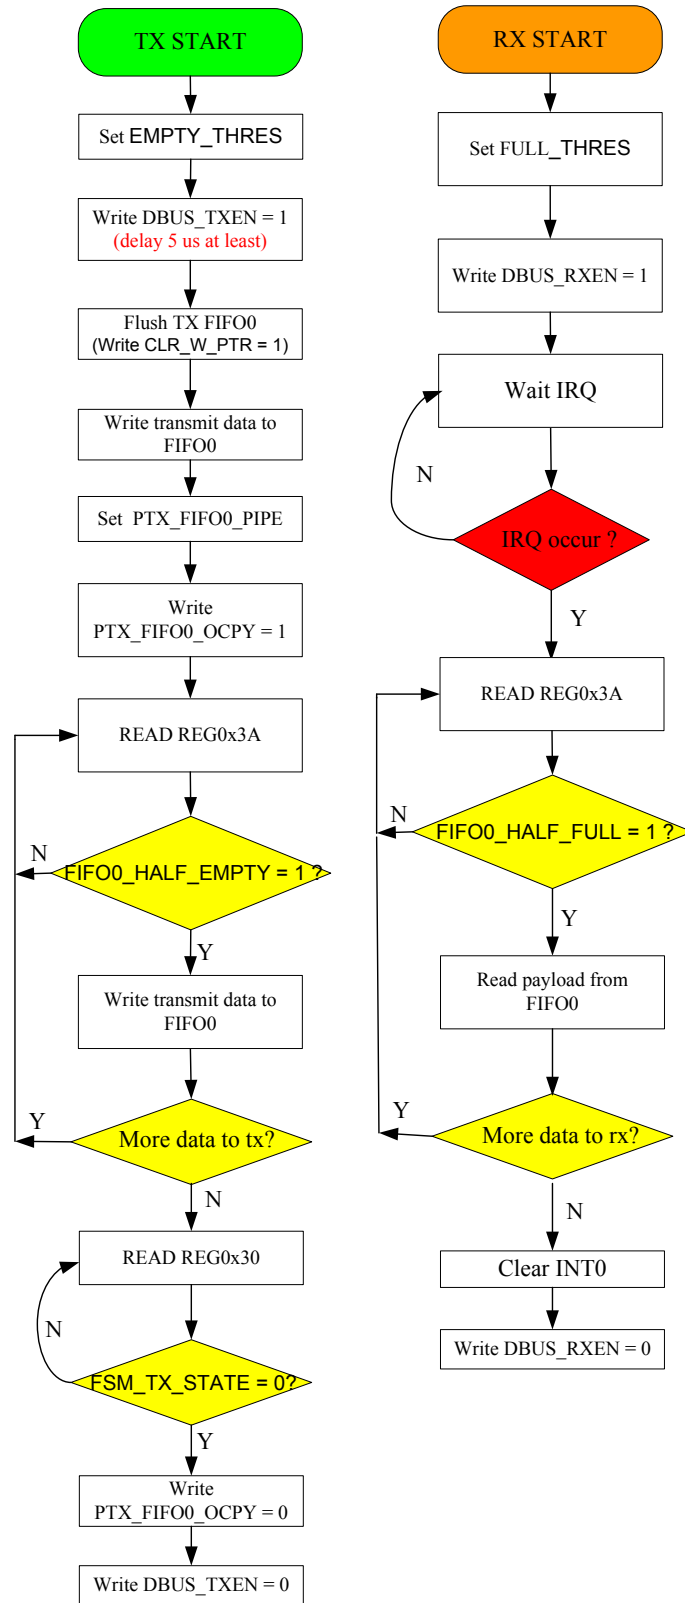 TX START
Set EMPTY_THRES
Write DBUS_TXEN = 1
(delay 5 us at least)
Flush TX FIFO0
(Write CLR_W_PTR = 1)
Write transmit data to
FIFO0
Set PTX_FIFO0_PIPE
Write
PTX_FIFO0_OCPY = 1
READ REG0x3A
N
FIFO0_HALF_EMPTY = 1 ?
Y
Write transmit data to
FIFO0
Y
More data to tx?
N
READ REG0x30
N
FSM_TX_STATE = 0?
Y
Write
PTX_FIFO0_OCPY = 0
Write DBUS_TXEN = 0
RX START
Set FULL_THRES
Write DBUS_RXEN = 1
Wait IRQ
N
IRQ occur ?
Y
READ REG0x3A
N
FIFO0_HALF_FULL = 1 ?
Y
Read payload from
FIFO0
Y
More data to rx?
N
Clear INT0
Write DBUS_RXEN = 0